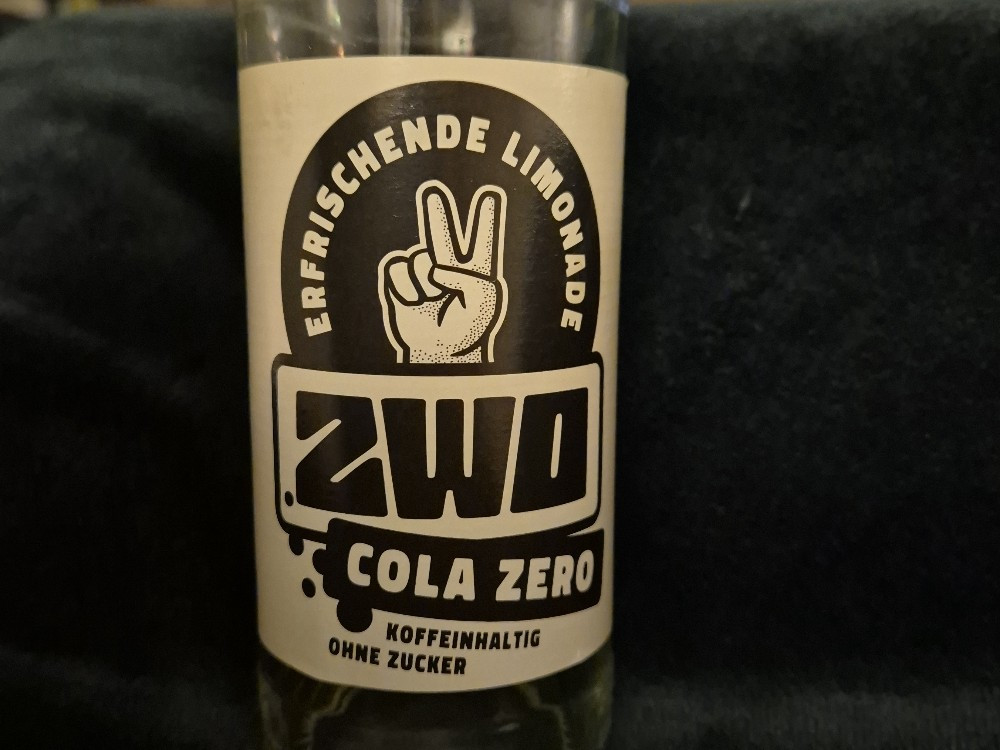 ERFRISCHENDE LIMONADE
ZWO
COLA ZERO
KOFFEINHALTIG
OHNE ZUCKER